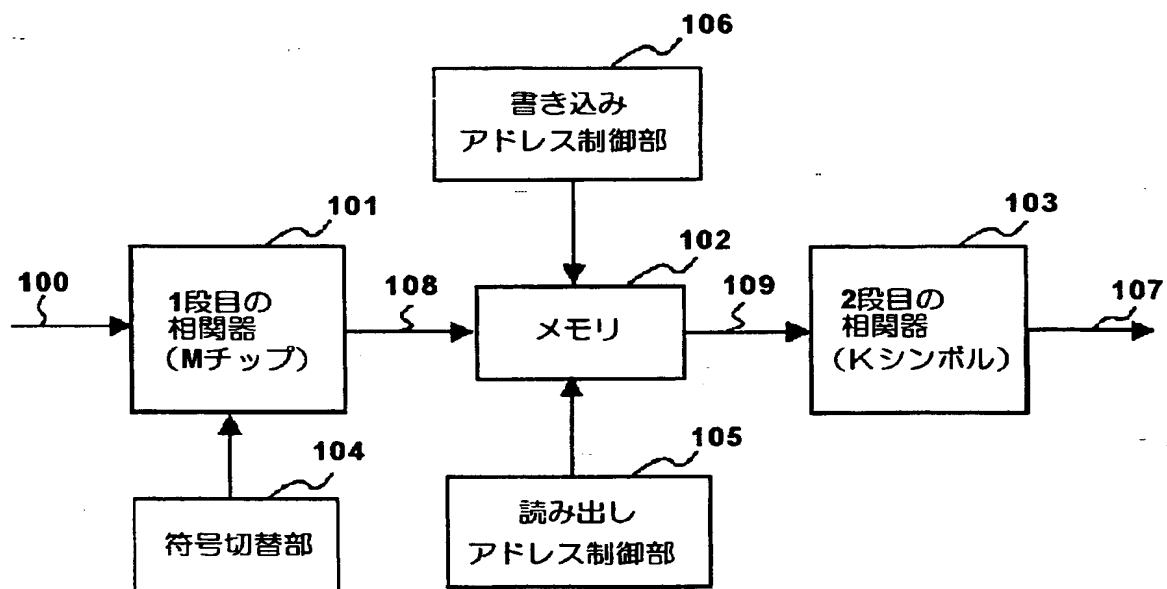 106
書き込み
アドレス制御部
101
1段目の
相関器
(Mチップ)
100
108
102
メモリ
109
103
2段目の
相関器
(Kシンボル)
107
104
符号切替部
105
読み出し
アドレス制御部